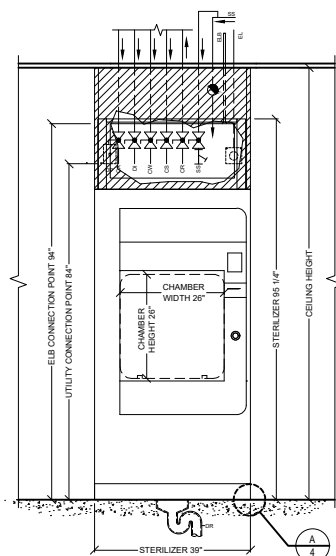 SS
ELB
EL
DI
CW
CS
CR
SS
ELB CONNECTION POINT 94"
UTILITY CONNECTION POINT 84"
CHAMBER
WIDTH 26"
CHAMBER
HEIGHT 26"
STERILIZER 95 1/4"
CEILING HEIGHT
DR
STERILIZER 39"
A
4